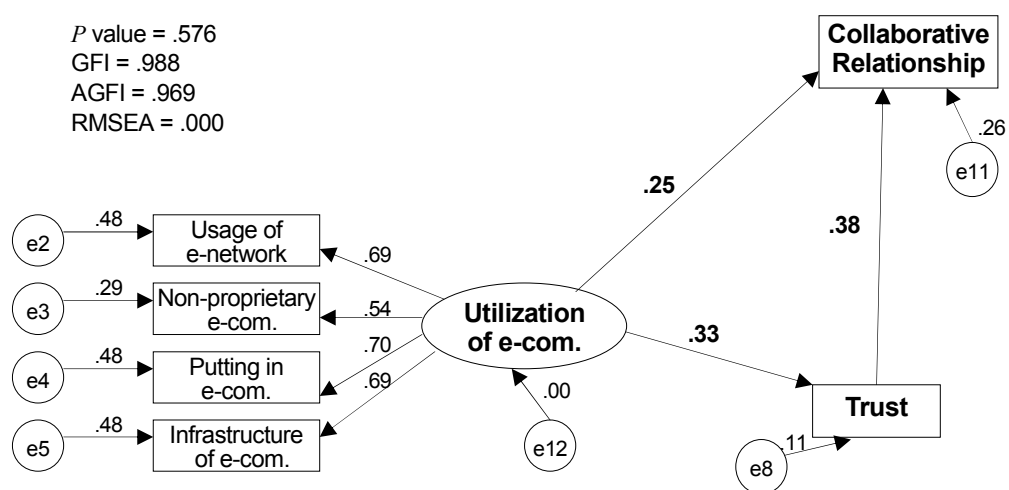 P value = .576
GFI = .988
AGFI = .969
RMSEA = .000
Collaborative
Relationship
.26
e11
.25
.38
e2
.48
Usage of
e-network
.69
e3
.29
Non-proprietary
e-com.
.54
Utilization
of e-com.
.33
e4
.48
Putting in
e-com.
.70
.69
.00
Trust
e5
.48
Infrastructure
of e-com.
e12
.11
e8